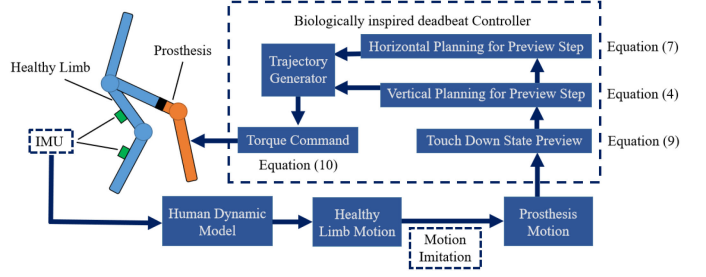 Biologically inspired deadbeat Controller
Horizontal Planning for Preview Step
Equation (7)
Prosthesis
Trajectory
Generator
Healthy Limb
Vertical Planning for Preview Step
Equation (4)
IMU
Torque Command
Touch Down State Preview
Equation (9)
Equation (10)
Human Dynamic
Model
Healthy
Limb Motion
Motion
Imitation
Prosthesis
Motion